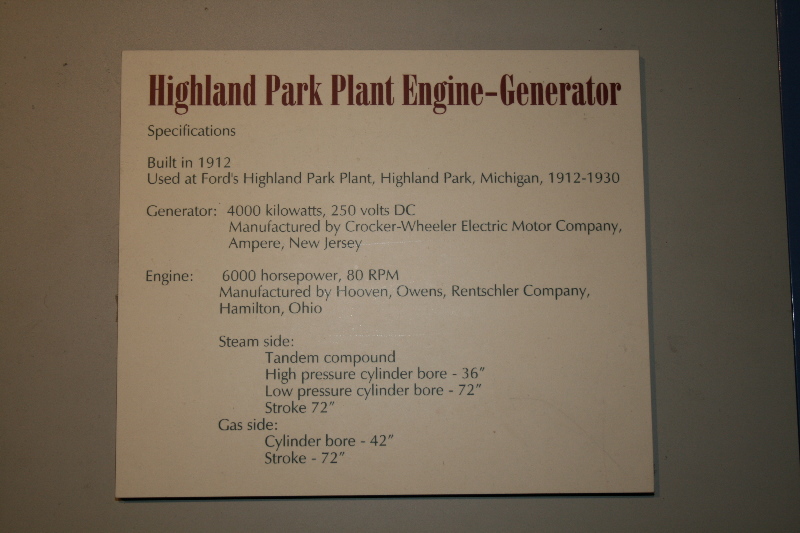 Highland Park Plant Engine-Generator
Specifications
Built in 1912
Used at Ford's Highland Park Plant, Highland Park, Michigan, 1912-1930
Generator: 4000 kilowatts, 250 volts DC
Manufactured by Crocker-Wheeler Electric Motor Company,
Ampere, New Jersey
Engine: 6000 horsepower, 80 RPM
Manufactured by Hooven, Owens, Rentschler Company,
Hamilton, Ohio
Steam side:
Tandem compound
High pressure cylinder bore - 36”
Low pressure cylinder bore - 72”
Stroke 72”
Gas side:
Cylinder bore - 42”
Stroke - 72”